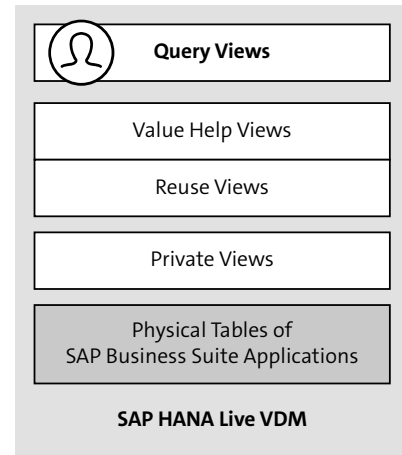 Query Views
Value Help Views
Reuse Views
Private Views
Physical Tables of
SAP Business Suite Applications
SAP HANA Live VDM